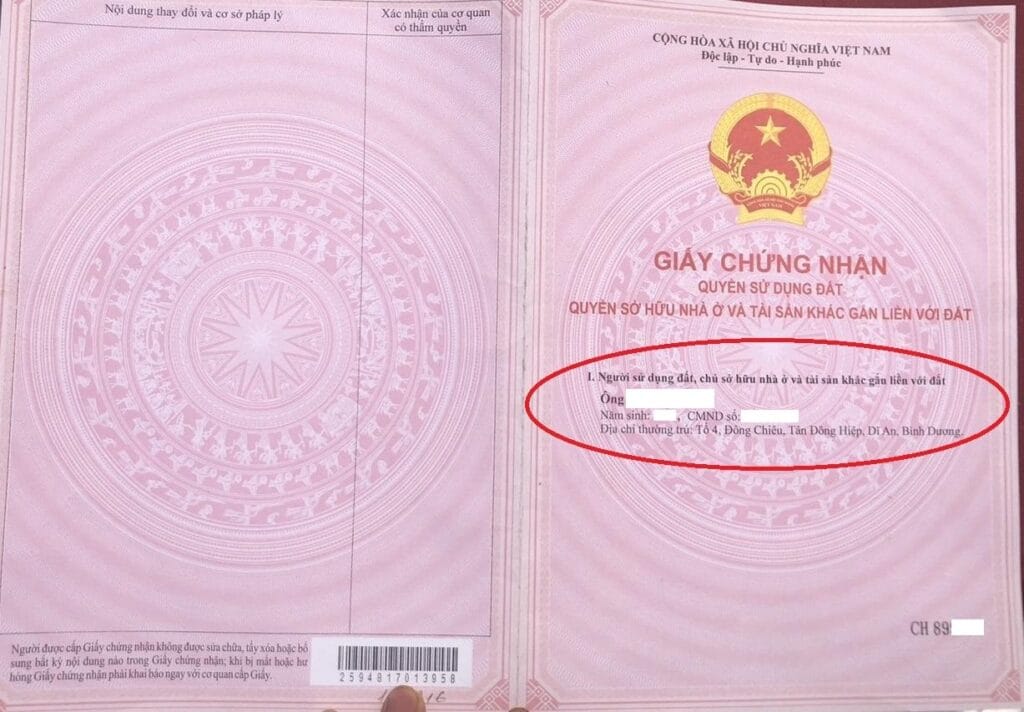 Nội dung thay đổi và cơ sở pháp lý
Xác nhận của cơ quan
có thẩm quyền
Người được cấp Giấy chứng nhận không được sửa chữa, tẩy xóa hoặc bổ
sung bất kỳ nội dung nào trong Giấy chứng nhận; khi bị mất hoặc hư
hỏng Giấy chứng nhận phải khai báo ngay với cơ quan cấp Giấy.
2594817013958
CỘNG HÒA XÃ HỘI CHỦ NGHĨA VIỆT NAM
Độc lập - Tự do - Hạnh phúc
VIỆT NAM
GIẤY CHỨNG NHẬN
QUYỀN SỬ DỤNG ĐẤT
QUYỀN SỞ HỮU NHÀ Ở VÀ TÀI SẢN KHÁC GẮN LIỀN VỚI ĐẤT
I. Người sử dụng đất, chủ sở hữu nhà ở và tài sản khác gắn liền với đất
Ông
Năm sinh: , CMND số:
Địa chỉ thường trú: Tổ 4, Đông Chiêu, Tân Đông Hiệp, Dĩ An, Bình Dương.
CH 89